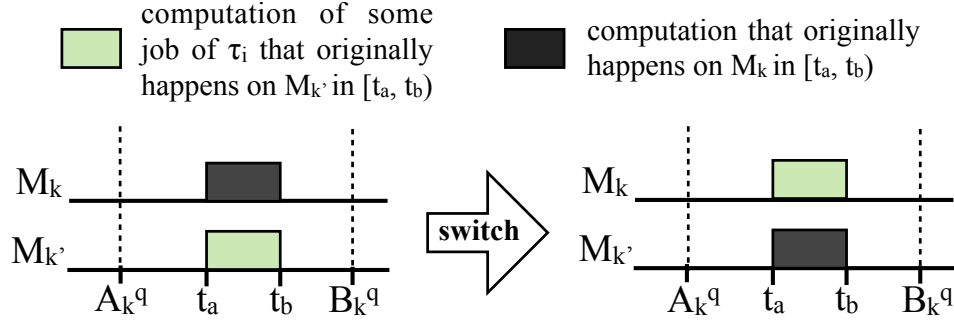 computation of some
job of τi that originally
happens on Mk’ in [ta, tb)
computation that originally
happens on Mk in [ta, tb)
Mk
Mk’
Akq
ta
tb
Bkq
switch
Mk
Mk’
Akq
ta
tb
Bkq